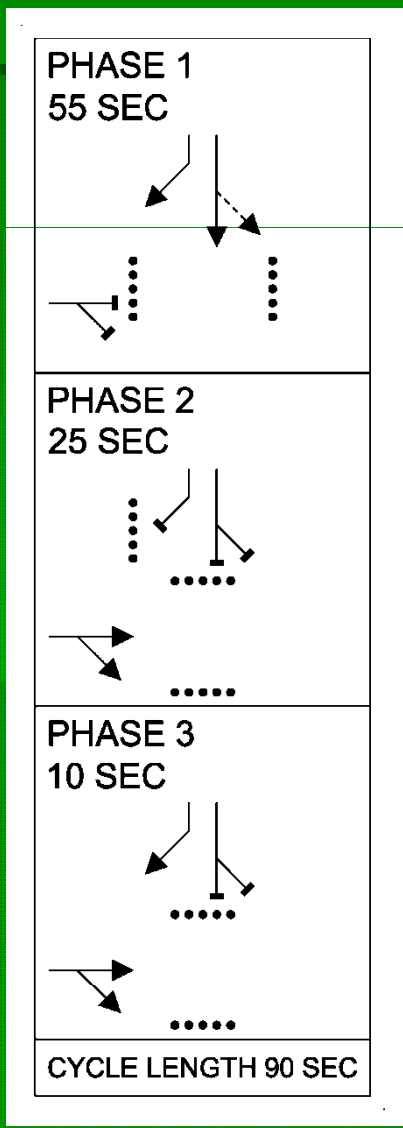 PHASE 1
55 SEC
PHASE 2
25 SEC
PHASE 3
10 SEC
CYCLE LENGTH 90 SEC